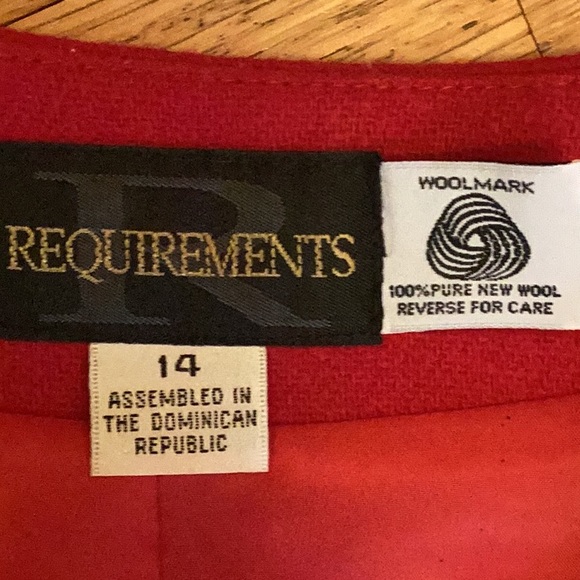 R
REQUIREMENTS
WOOLMARK
100%PURE NEW WOOL
REVERSE FOR CARE
14
ASSEMBLED IN
THE DOMINICAN
REPUBLIC